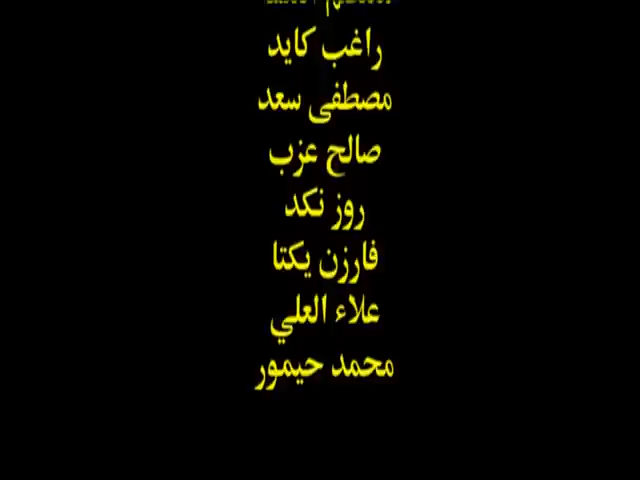 راغب كايد
مصطفى سعد
صالح عزب
روز نكد
فارزن يكتا
علاء العلي
محمد حيمور